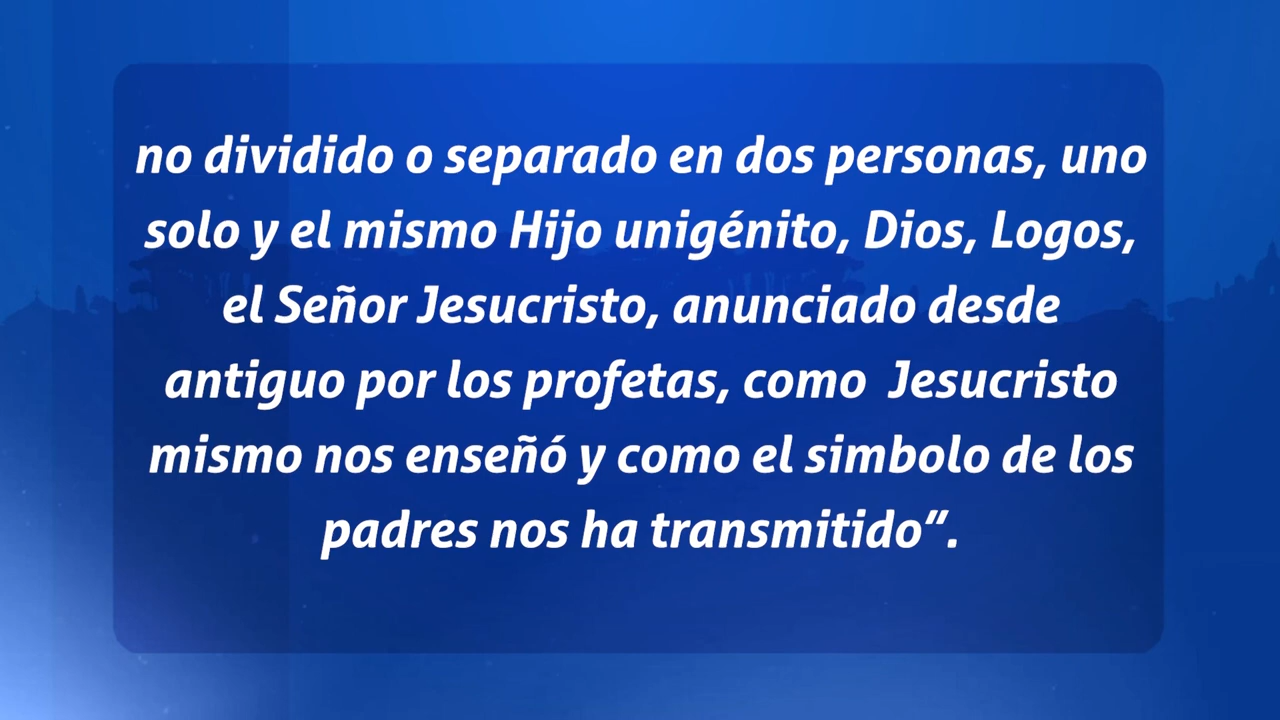 no dividido o separado en dos personas, uno
solo y el mismo Hijo unigénito, Dios, Logos,
el Señor Jesucristo, anunciado desde
antiguo por los profetas, como  Jesucristo
mismo nos enseñó y como el simbolo de los
padres nos ha transmitido”.